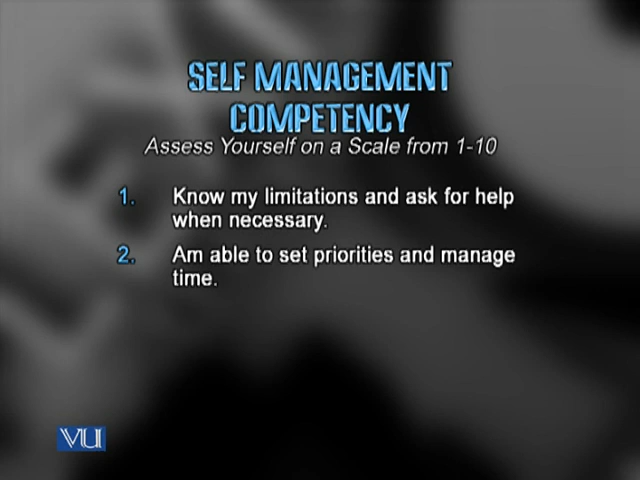 SELF MANAGEMENT
COMPETENCY
Assess Yourself on a Scale from 1-10
1. Know my limitations and ask for help
when necessary.
2. Am able to set priorities and manage
time.
VU